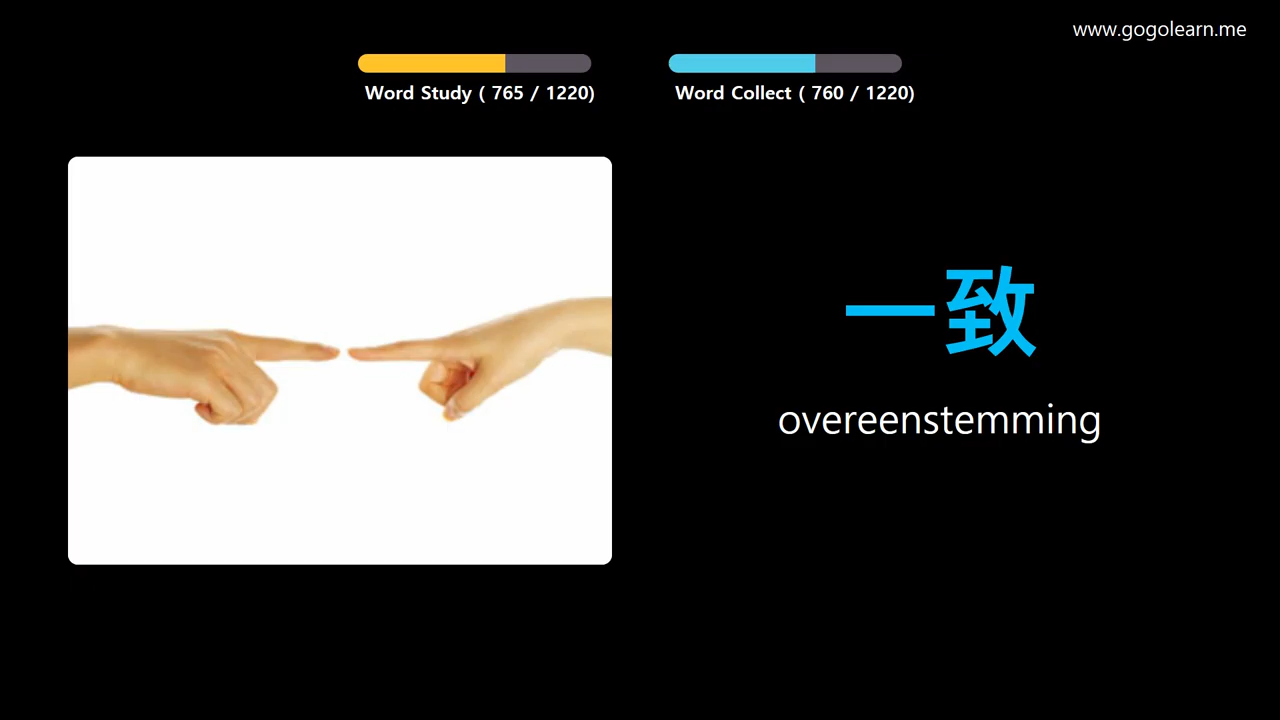 www.gogolearn.me
Word Study ( 765 / 1220)
Word Collect ( 760 / 1220)
一致
overeenstemming